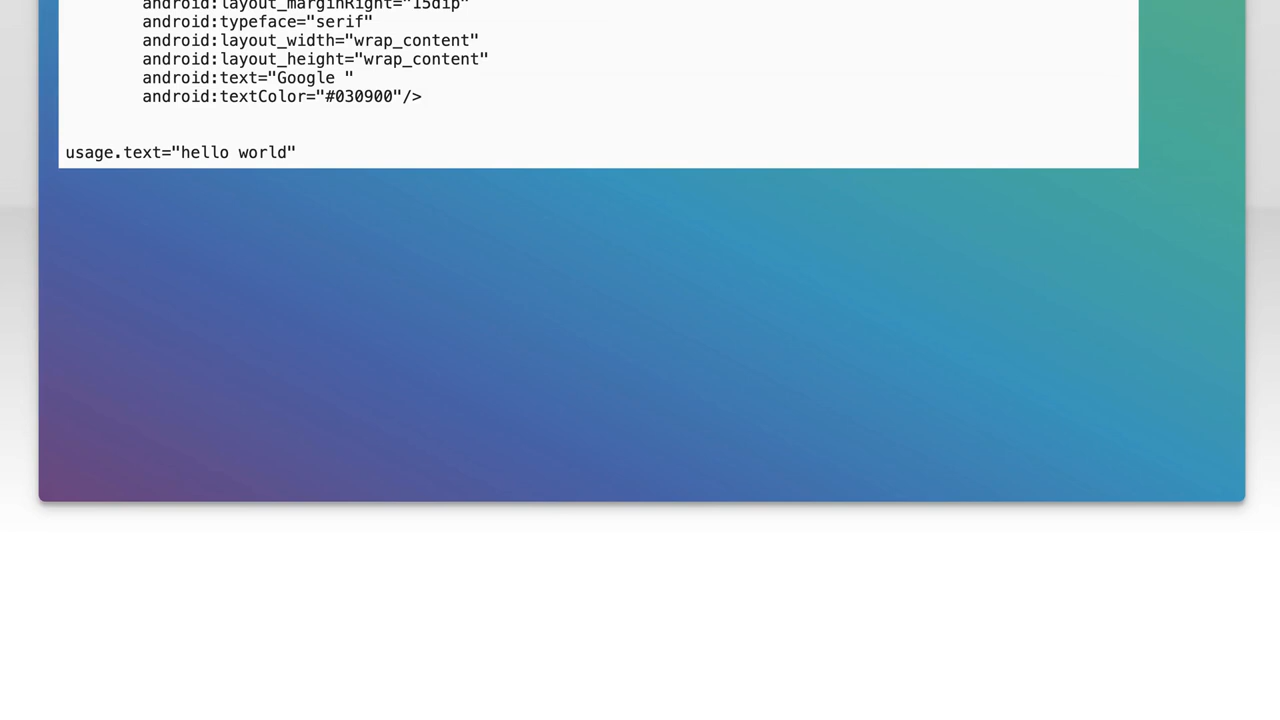 android:layout_marginRight="15dip"
android:typeface="serif"
android:layout_width="wrap_content"
android:layout_height="wrap_content"
android:text="Google "
android:textColor="#030900"/>
usage.text="hello world"